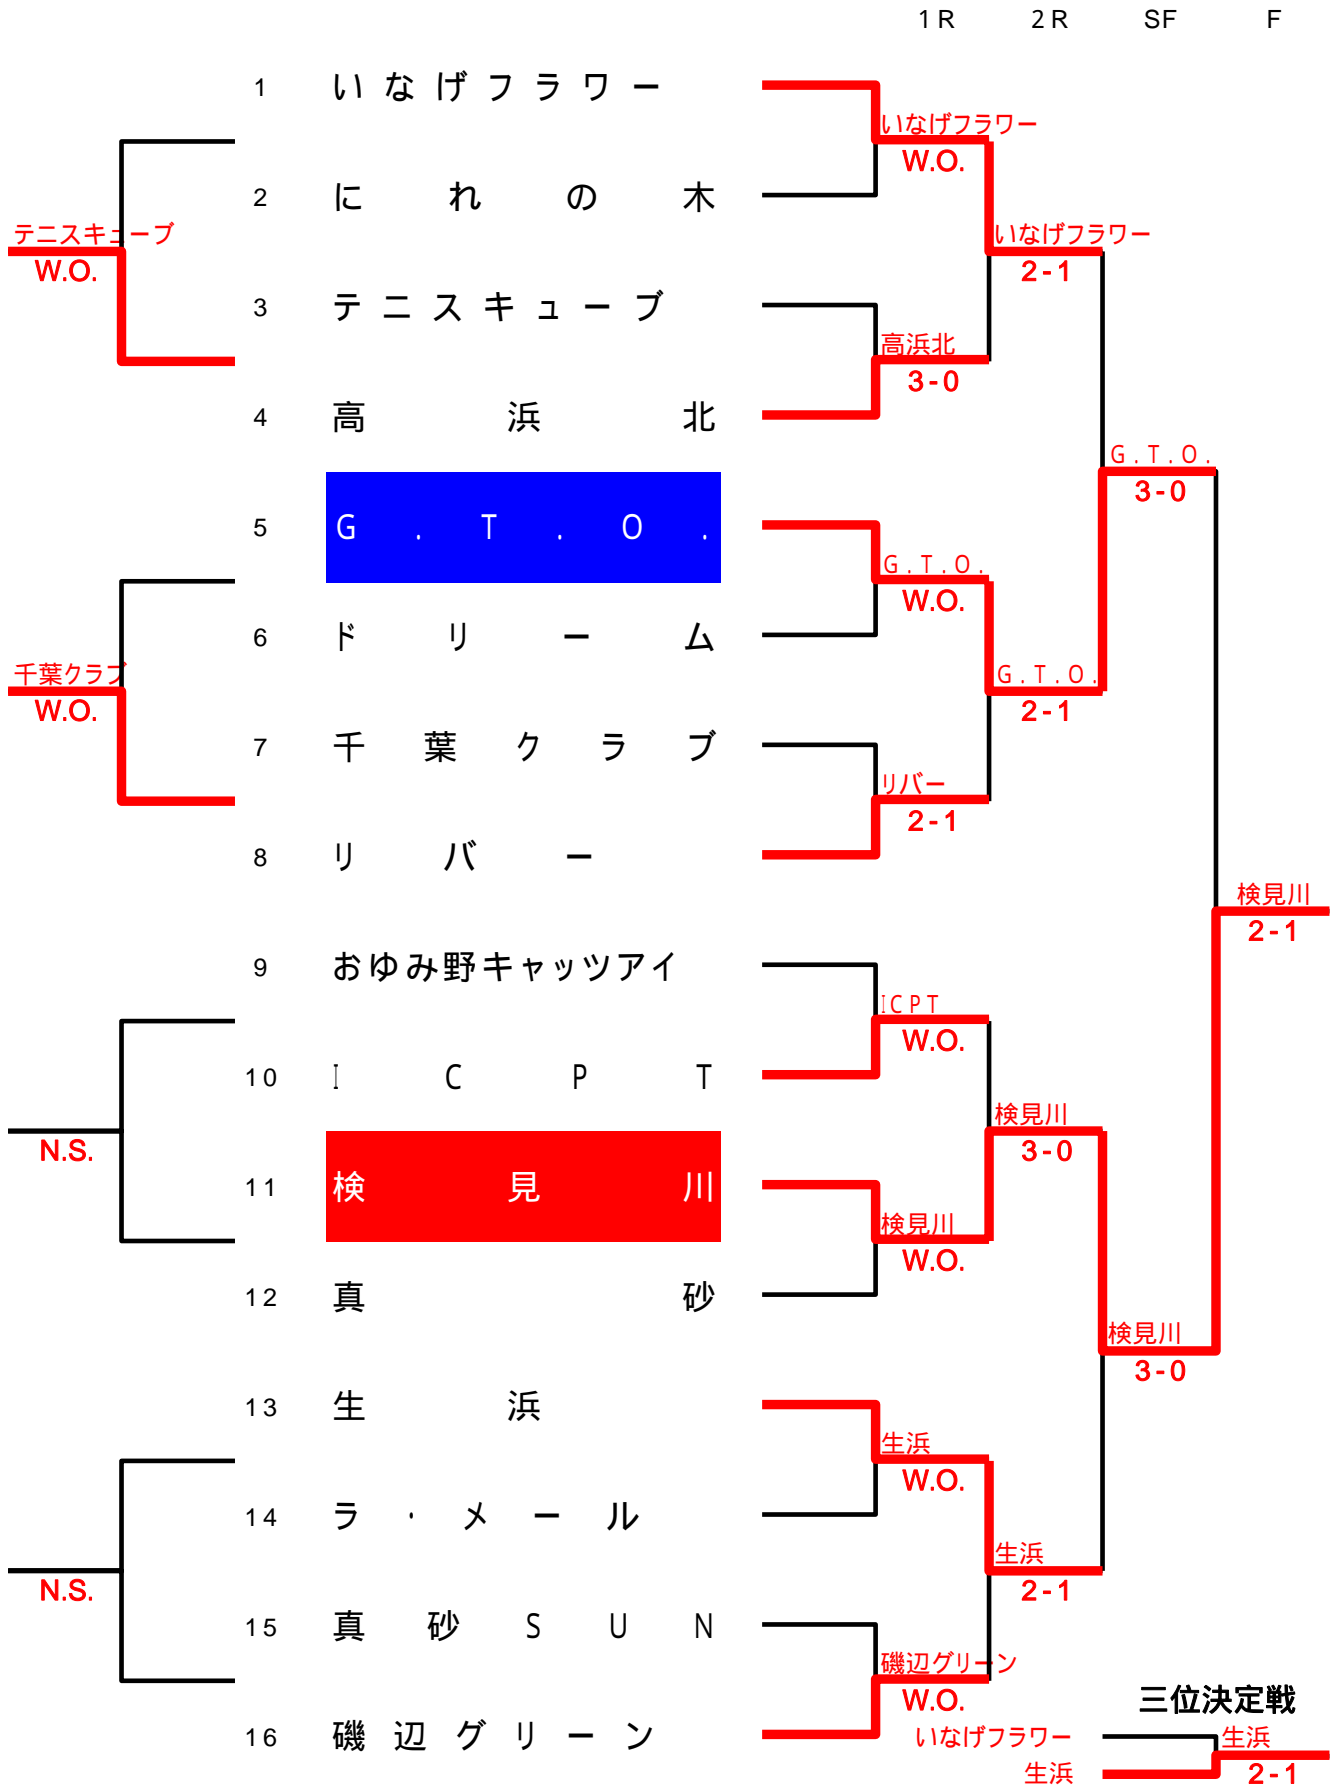 1R 2R SF F
1 いなげフラワー
いなげフラワー
W.O.
2 にれの木
テニスキューブ
W.O.
いなげフラワー
2-1
3 テニスキューブ
高浜北
3-0
4 高浜北
G.T.O.
3-0
5 G.T.O.
G.T.O.
W.O.
6 ドリーム
千葉クラブ
W.O.
G.T.O.
2-1
7 千葉クラブ
リバー
2-1
8 リバー
検見川
2-1
9 おゆみ野キャッツアイ
ICPT
W.O.
10 ICPT
N.S.
検見川
3-0
11 検見川
検見川
W.O.
12 真砂
検見川
3-0
13 生浜
生浜
W.O.
14 ラ・メール
N.S.
生浜
2-1
15 真砂SUN
磯辺グリーン
W.O.
16 磯辺グリーン
三位決定戦
いなげフラワー
生浜
生浜
2-1